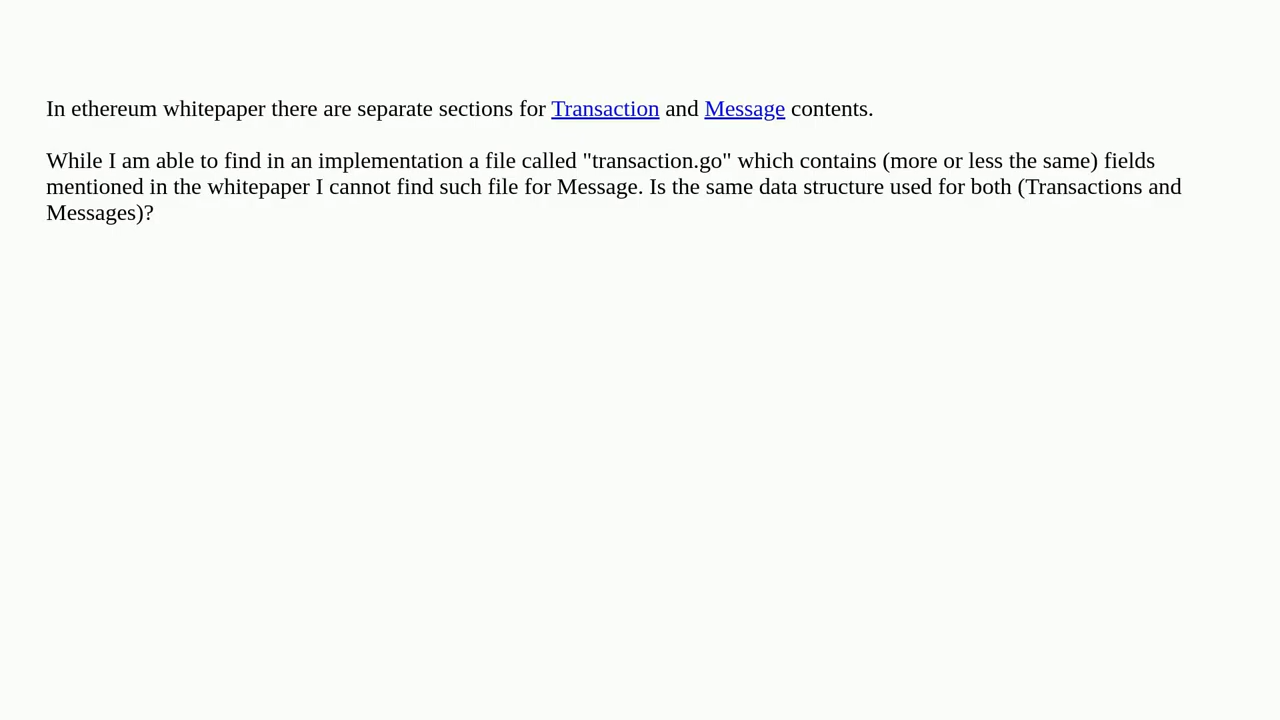 In ethereum whitepaper there are separate sections for Transaction and Message contents.
While I am able to find in an implementation a file called "transaction.go" which contains (more or less the same) fields
mentioned in the whitepaper I cannot find such file for Message. Is the same data structure used for both (Transactions and
Messages)?